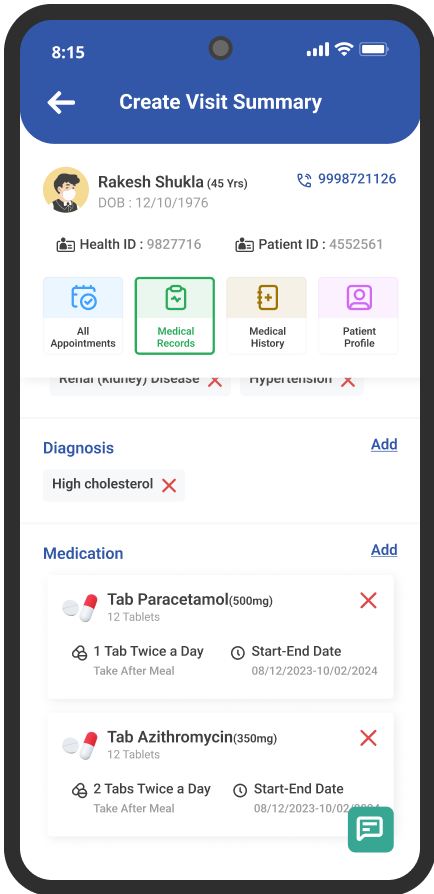 8:15
Create Visit Summary
Rakesh Shukla (45 Yrs)
9998721126
DOB : 12/10/1976
Health ID : 9827716
Patient ID : 4552561
All Appointments
Medical Records
Medical History
Patient Profile
Renal (kidney) Disease
Hypertension
Diagnosis
Add
High cholesterol
Medication
Add
Tab Paracetamol(500mg)
12 Tablets
1 Tab Twice a Day
Start-End Date
Take After Meal
08/12/2023-10/02/2024
Tab Azithromycin(350mg)
12 Tablets
2 Tabs Twice a Day
Start-End Date
Take After Meal
08/12/2023-10/02/2024